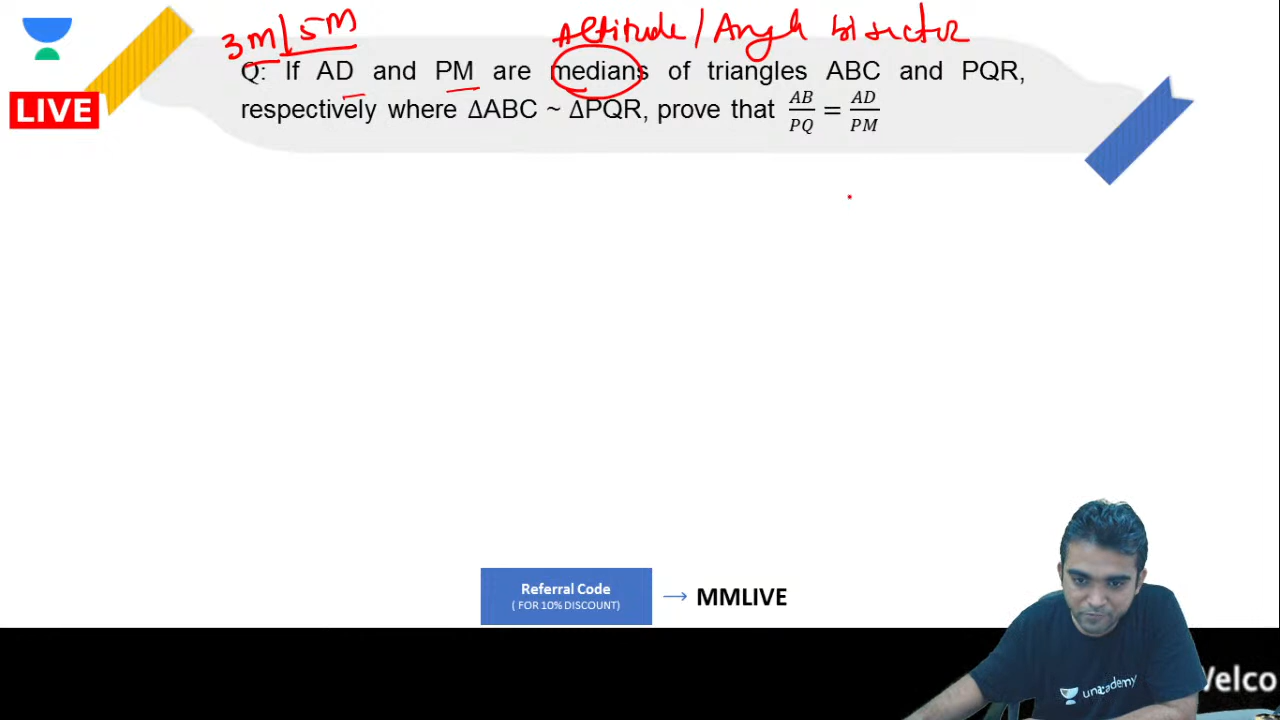 3M/5M
Altitude / Angle bisector
LIVE
Q: If AD and PM are medians of triangles ABC and PQR,
respectively where ΔABC ~ ΔPQR, prove that AB/PQ = AD/PM
Referral Code
( FOR 10% DISCOUNT)
→ MMLIVE
unacademy
Welco